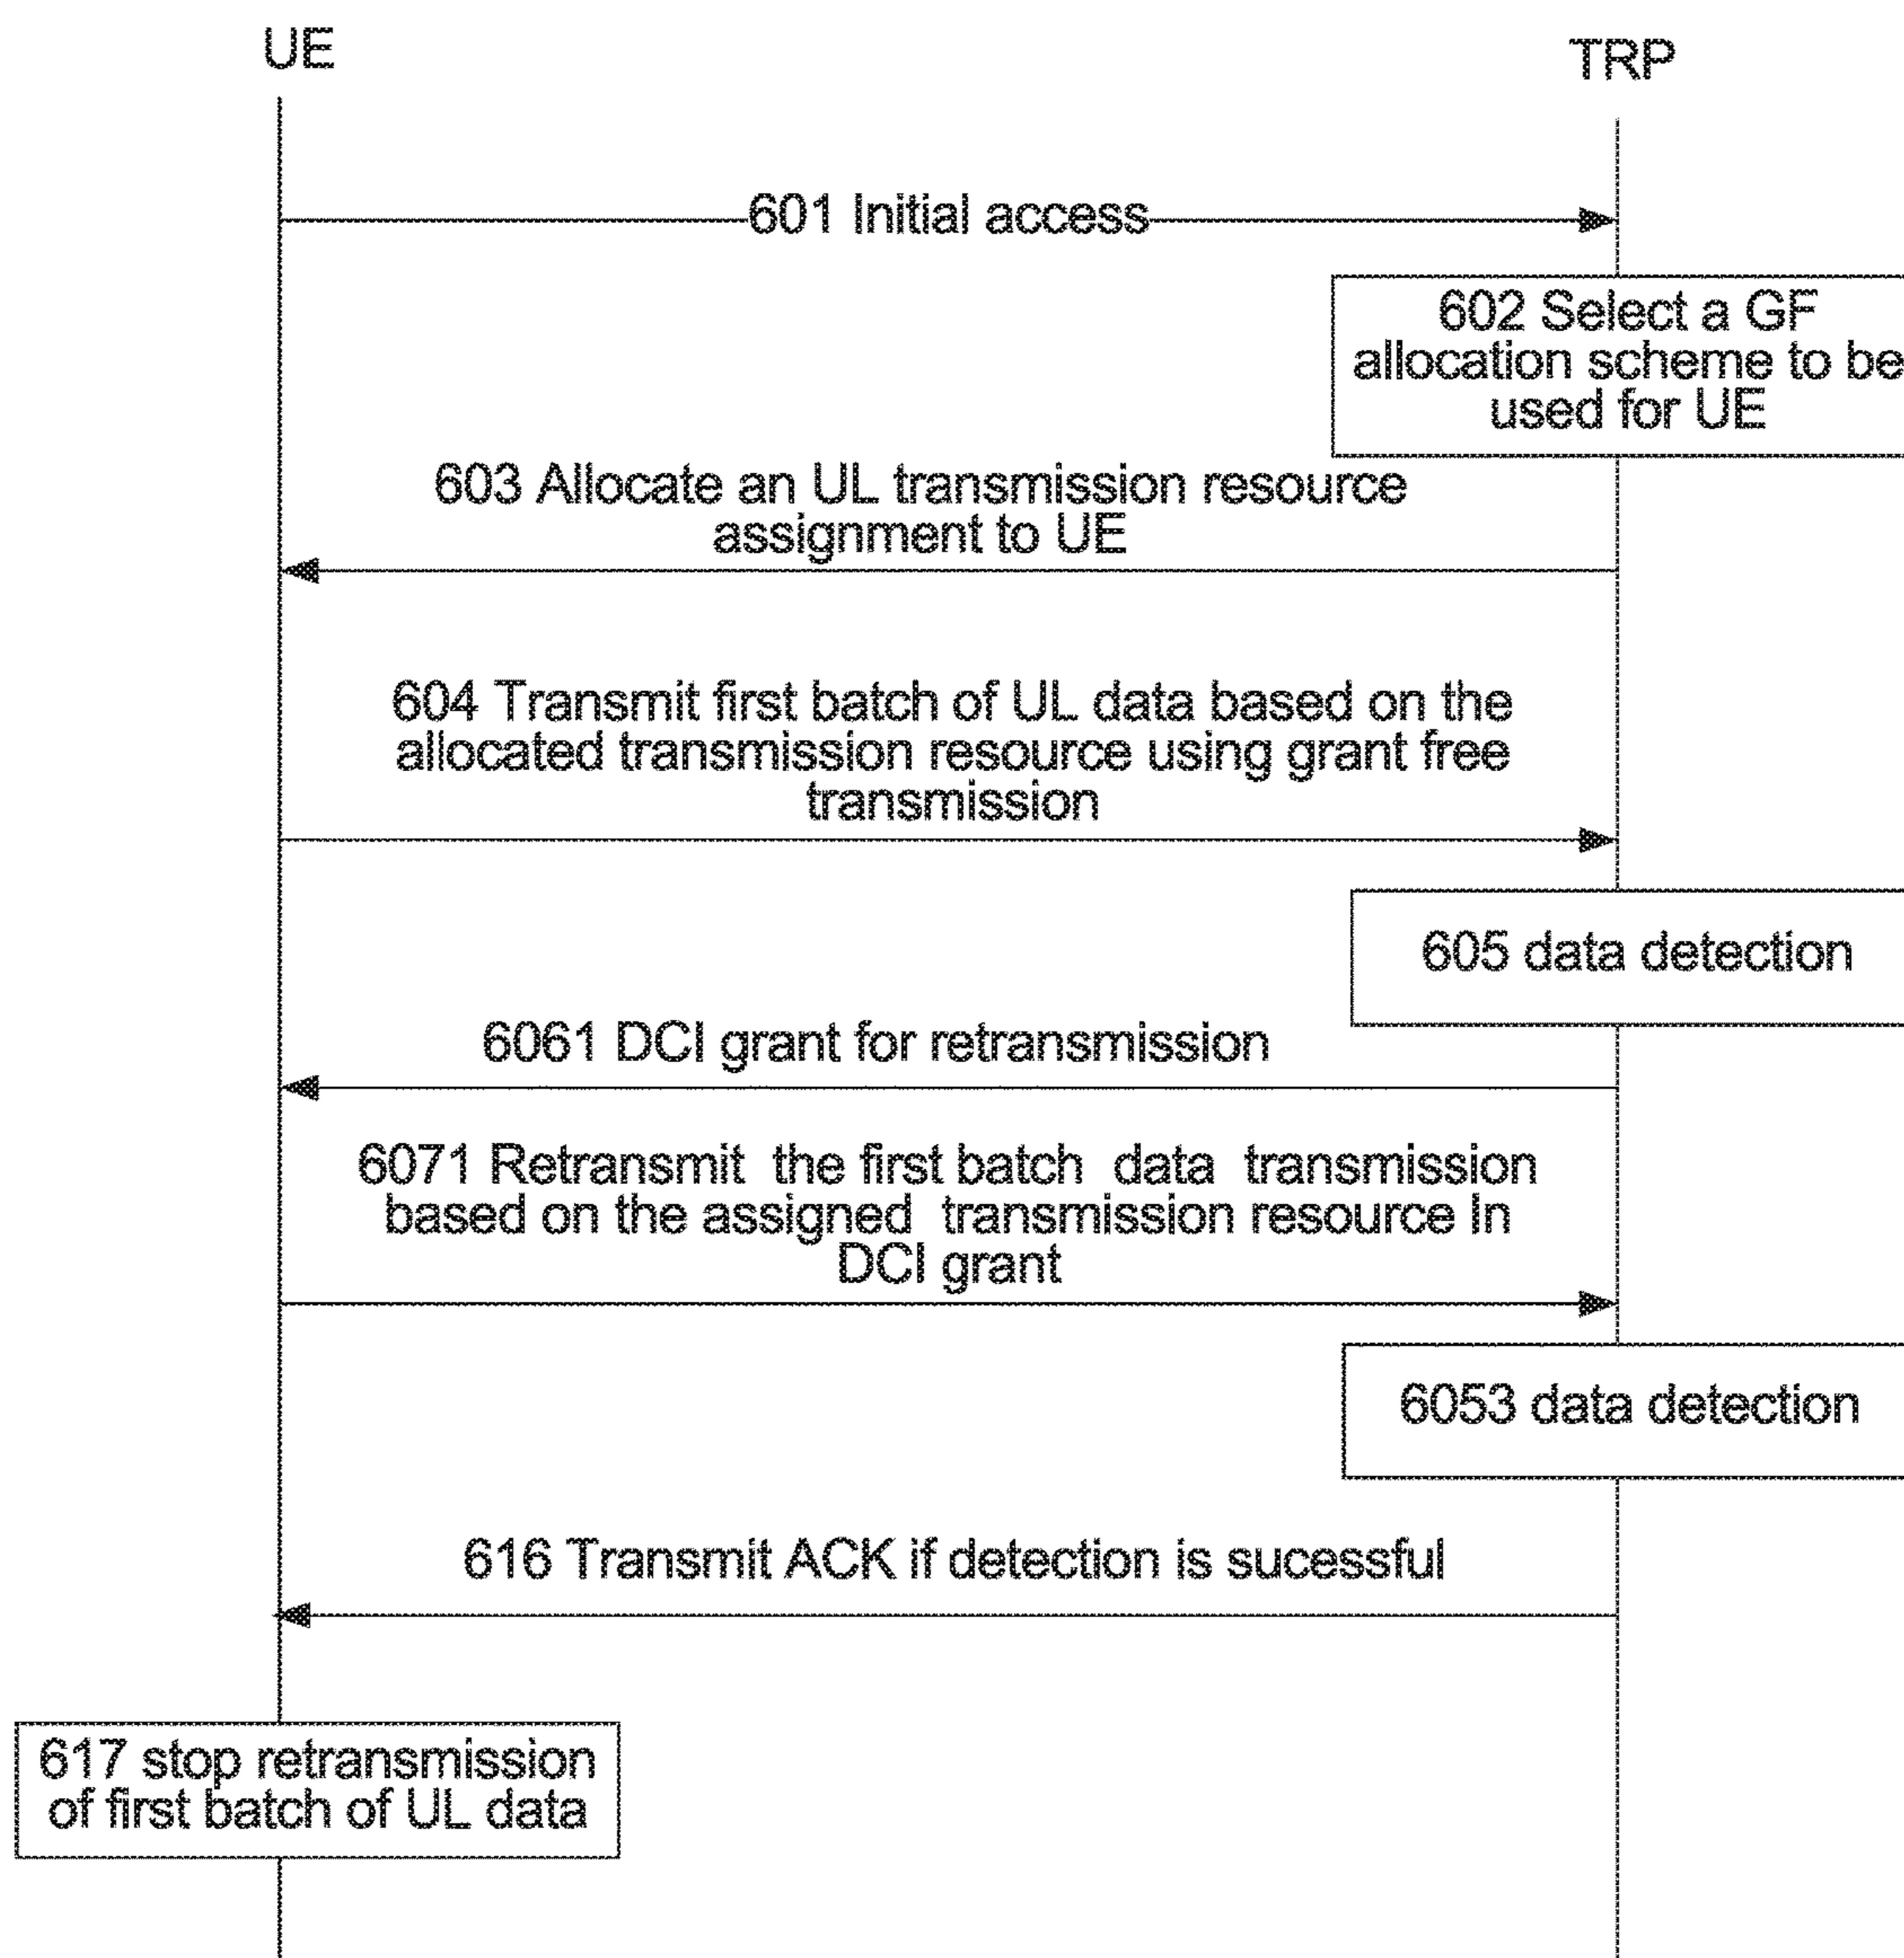 UE
TRP
601 Initial access
602 Select a GF
allocation scheme to be
used for UE
603 Allocate an UL transmission resource
assignment to UE
604 Transmit first batch of UL data based on the
allocated transmission resource using grant free
transmission
605 data detection
6061 DCI grant for retransmission
6071 Retransmit the first batch data transmission
based on the assigned transmission resource In
DCI grant
6053 data detection
616 Transmit ACK if detection is sucessful
617 stop retransmission
of first batch of UL data